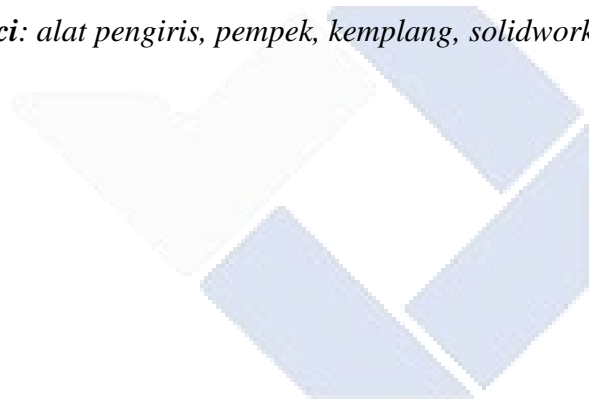 ci: alat pengiris, pempek, kemplang, solidwork